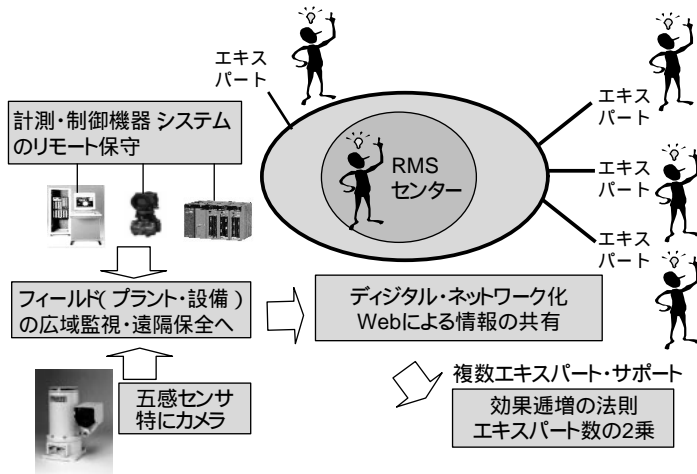 エキス
パート
計測・制御機器 システム
のリモート保守
RMS
センター
エキス
パート
エキス
パート
エキス
パート
フィールド( プラント・設備 )
の広域監視・遠隔保全へ
ディジタル・ネットワーク化
Webによる情報の共有
五感センサ
特にカメラ
複数エキスパート・サポート
効果逓増の法則
エキスパート数の2乗